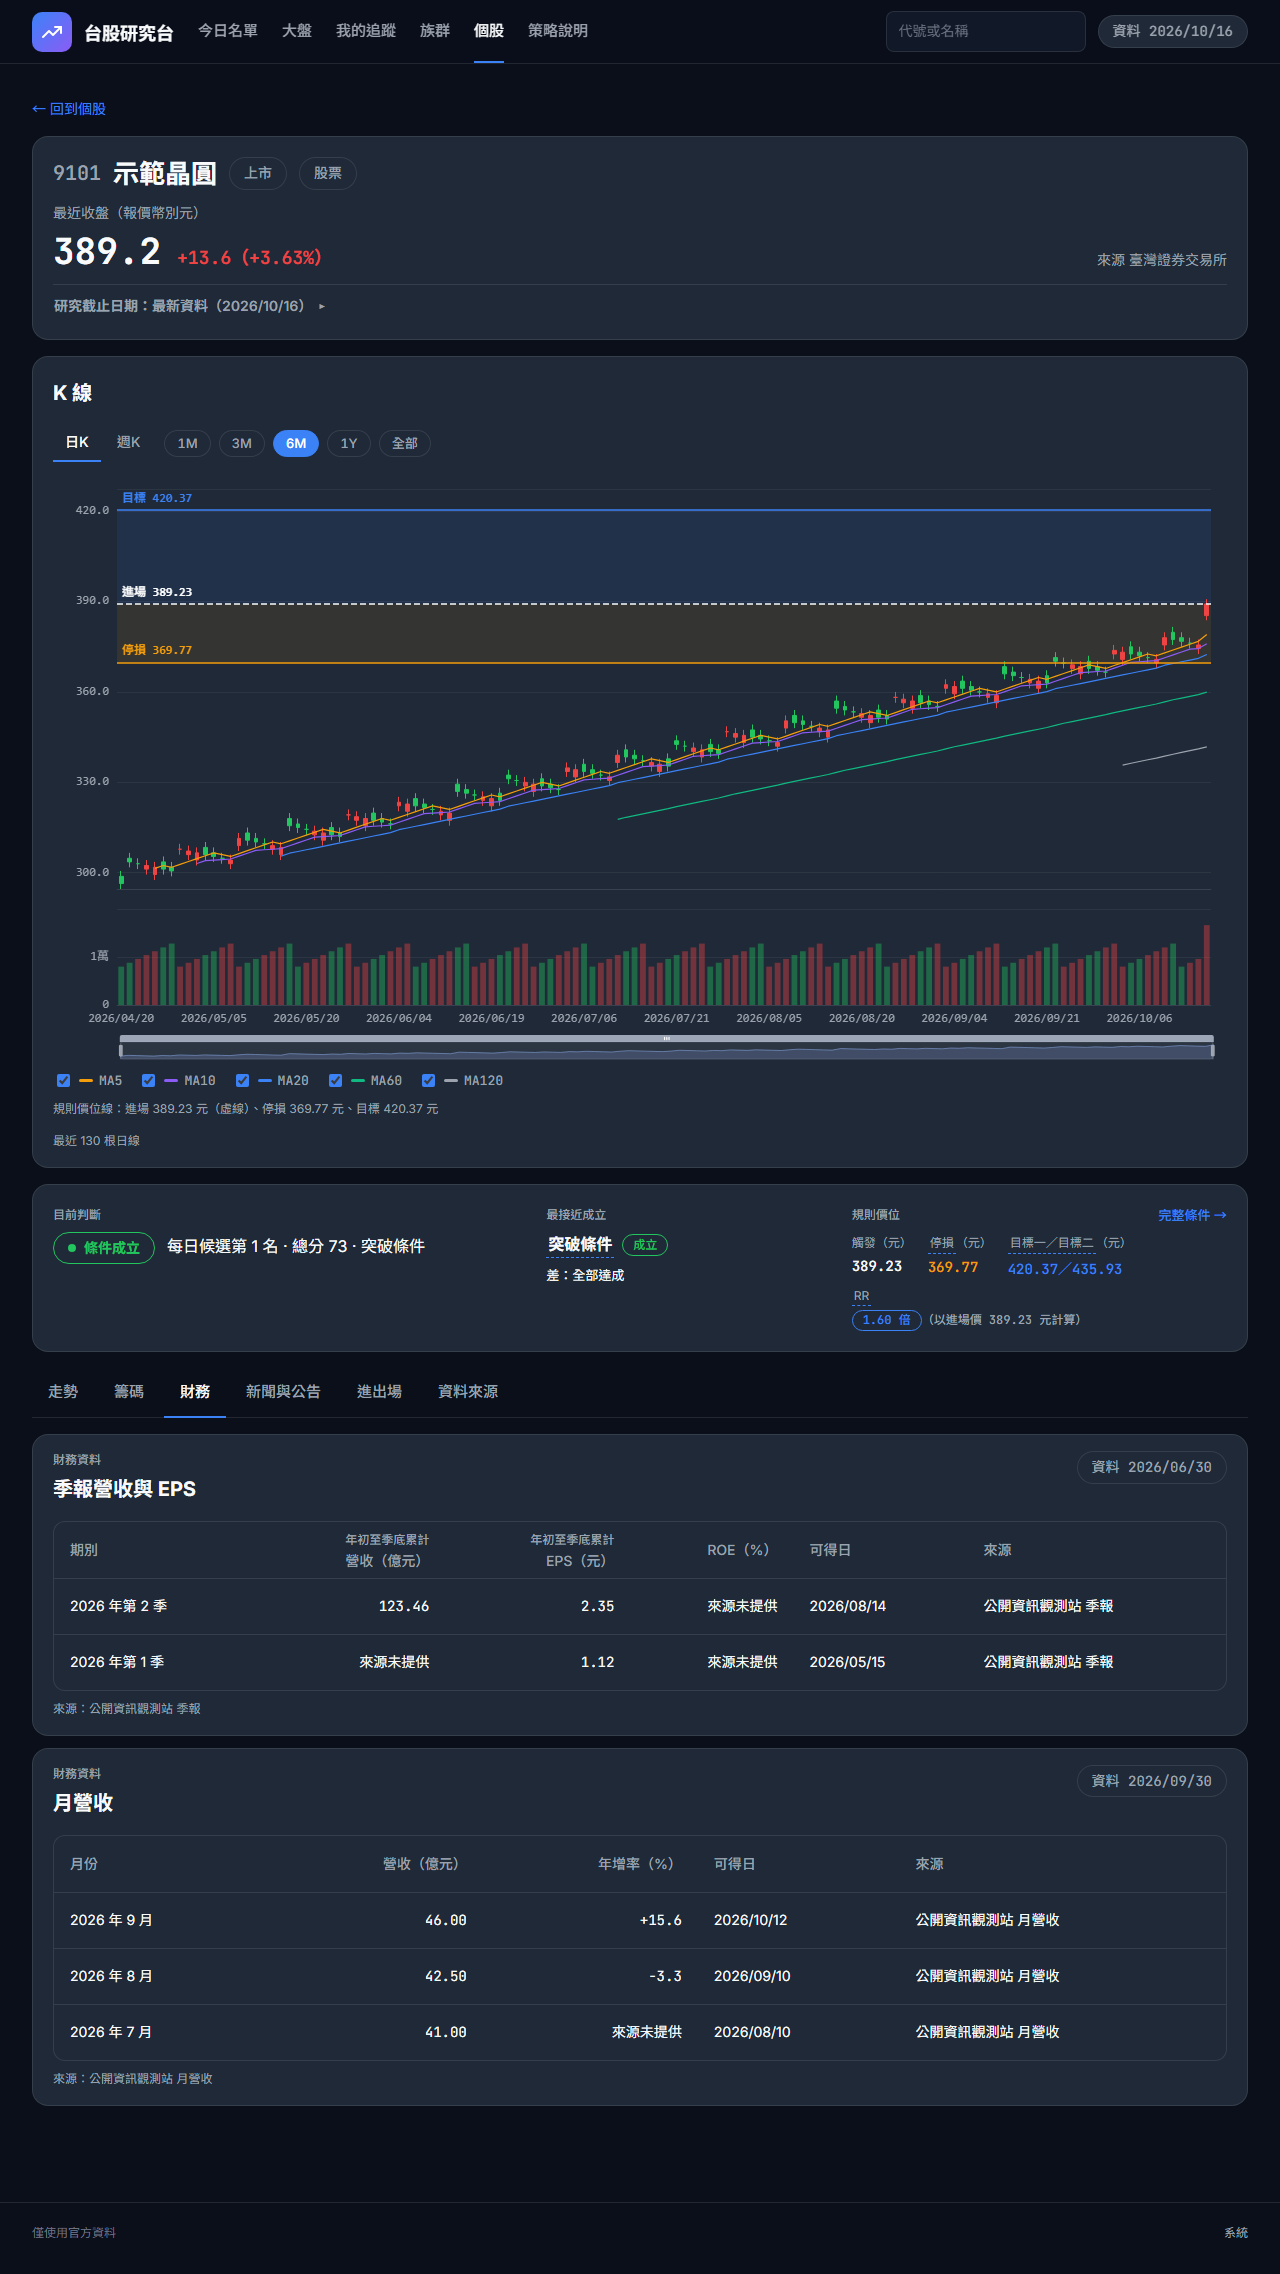 台股研究台 今日名單 大盤 我的追蹤 族群 個股 策略說明 代號或名稱 資料 2026/10/16
← 回到個股
9101 示範晶圓 上市 股票
最近收盤（報價幣別元）
389.2 +13.6 (+3.63%) 來源 臺灣證券交易所
研究截止日期：最新資料（2026/10/16） ▸
K 線
日K 週K 1M 3M 6M 1Y 全部
目標 420.37
420.0
進場 389.23
390.0
停損 369.77
360.0
330.0
300.0
1萬
0
2026/04/20 2026/05/05 2026/05/20 2026/06/04 2026/06/19 2026/07/06 2026/07/21 2026/08/05 2026/08/20 2026/09/04 2026/09/21 2026/10/06
MA5 MA10 MA20 MA60 MA120
規則價位線：進場 389.23 元（虛線）、停損 369.77 元、目標 420.37 元
最近 130 根日線
目前判斷 最接近成立 規則價位 完整條件 →
條件成立 每日候選第 1 名 · 總分 73 · 突破條件 突破條件 成立 觸發（元） 停損（元） 目標一／目標二（元）
差：全部達成 389.23 369.77 420.37／435.93
RR
1.60 倍 （以進場價 389.23 元計算）
走勢 籌碼 財務 新聞與公告 進出場 資料來源
財務資料
季報營收與 EPS 資料 2026/06/30
期別 年初至季底累計 營收（億元） 年初至季底累計 EPS（元） ROE（%） 可得日 來源
2026 年第 2 季 123.46 2.35 來源未提供 2026/08/14 公開資訊觀測站 季報
2026 年第 1 季 來源未提供 1.12 來源未提供 2026/05/15 公開資訊觀測站 季報
來源：公開資訊觀測站 季報
財務資料
月營收 資料 2026/09/30
月份 營收（億元） 年增率（%） 可得日 來源
2026 年 9 月 46.00 +15.6 2026/10/12 公開資訊觀測站 月營收
2026 年 8 月 42.50 -3.3 2026/09/10 公開資訊觀測站 月營收
2026 年 7 月 41.00 來源未提供 2026/08/10 公開資訊觀測站 月營收
來源：公開資訊觀測站 月營收
僅使用官方資料 系統